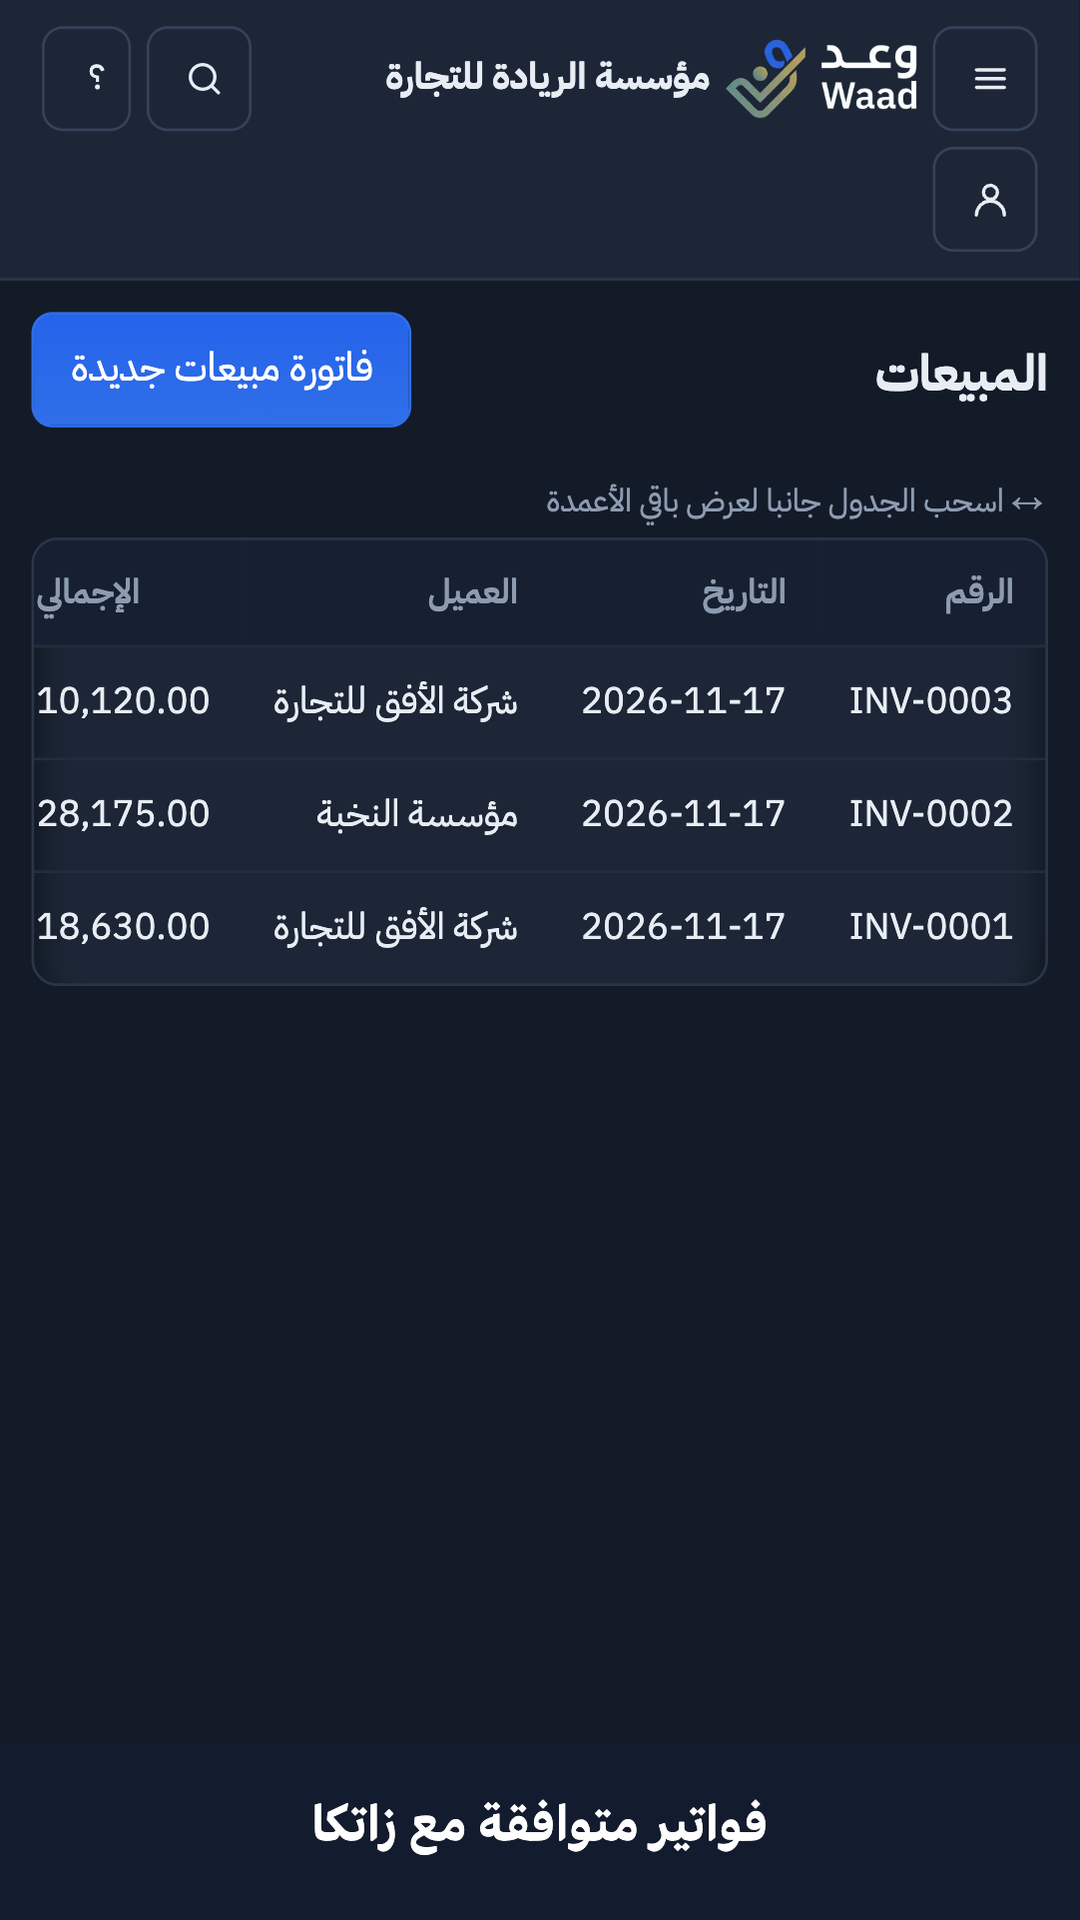 وعد
Waad
مؤسسة الريادة للتجارة
؟
المبيعات
فاتورة مبيعات جديدة
↔ اسحب الجدول جانبا لعرض باقي الأعمدة
الرقم التاريخ العميل الإجمالي
INV-0003 2026-11-17 شركة الأفق للتجارة 10,120.00
INV-0002 2026-11-17 مؤسسة النخبة 28,175.00
INV-0001 2026-11-17 شركة الأفق للتجارة 18,630.00
فواتير متوافقة مع زاتكا